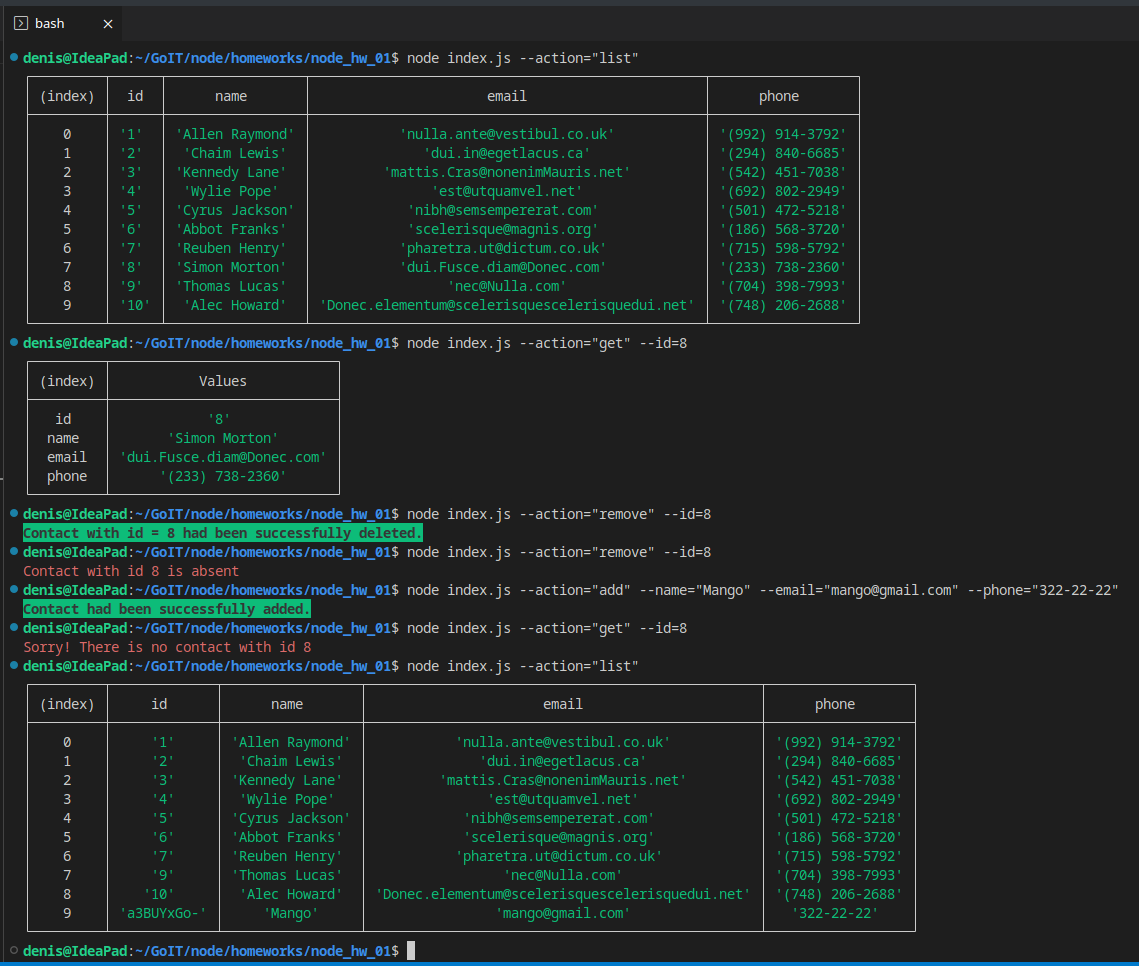 bash
denis@IdeaPad:~/GoIT/node/homeworks/node_hw_01$ node index.js --action="list"
(index) id name email phone
0 '1' 'Allen Raymond' 'nulla.ante@vestibul.co.uk' '(992) 914-3792'
1 '2' 'Chaim Lewis' 'dui.in@egetlacus.ca' '(294) 840-6685'
2 '3' 'Kennedy Lane' 'mattis.Cras@nonenimMauris.net' '(542) 451-7038'
3 '4' 'Wylie Pope' 'est@utquamvel.net' '(692) 802-2949'
4 '5' 'Cyrus Jackson' 'nibh@semsempererat.com' '(501) 472-5218'
5 '6' 'Abbot Franks' 'scelerisque@magnis.org' '(186) 568-3720'
6 '7' 'Reuben Henry' 'pharetra.ut@dictum.co.uk' '(715) 598-5792'
7 '8' 'Simon Morton' 'dui.Fusce.diam@Donec.com' '(233) 738-2360'
8 '9' 'Thomas Lucas' 'nec@Nulla.com' '(704) 398-7993'
9 '10' 'Alec Howard' 'Donec.elementum@scelerisquescelerisquedui.net' '(748) 206-2688'
denis@IdeaPad:~/GoIT/node/homeworks/node_hw_01$ node index.js --action="get" --id=8
(index) Values
id '8'
name 'Simon Morton'
email 'dui.Fusce.diam@Donec.com'
phone '(233) 738-2360'
denis@IdeaPad:~/GoIT/node/homeworks/node_hw_01$ node index.js --action="remove" --id=8
Contact with id = 8 had been successfully deleted.
denis@IdeaPad:~/GoIT/node/homeworks/node_hw_01$ node index.js --action="remove" --id=8
Contact with id 8 is absent
denis@IdeaPad:~/GoIT/node/homeworks/node_hw_01$ node index.js --action="add" --name="Mango" --email="mango@gmail.com" --phone="322-22-22"
Contact had been successfully added.
denis@IdeaPad:~/GoIT/node/homeworks/node_hw_01$ node index.js --action="get" --id=8
Sorry! There is no contact with id 8
denis@IdeaPad:~/GoIT/node/homeworks/node_hw_01$ node index.js --action="list"
(index) id name email phone
0 '1' 'Allen Raymond' 'nulla.ante@vestibul.co.uk' '(992) 914-3792'
1 '2' 'Chaim Lewis' 'dui.in@egetlacus.ca' '(294) 840-6685'
2 '3' 'Kennedy Lane' 'mattis.Cras@nonenimMauris.net' '(542) 451-7038'
3 '4' 'Wylie Pope' 'est@utquamvel.net' '(692) 802-2949'
4 '5' 'Cyrus Jackson' 'nibh@semsempererat.com' '(501) 472-5218'
5 '6' 'Abbot Franks' 'scelerisque@magnis.org' '(186) 568-3720'
6 '7' 'Reuben Henry' 'pharetra.ut@dictum.co.uk' '(715) 598-5792'
7 '9' 'Thomas Lucas' 'nec@Nulla.com' '(704) 398-7993'
8 '10' 'Alec Howard' 'Donec.elementum@scelerisquescelerisquedui.net' '(748) 206-2688'
9 'a3BUYxGo-' 'Mango' 'mango@gmail.com' '322-22-22'
denis@IdeaPad:~/GoIT/node/homeworks/node_hw_01$